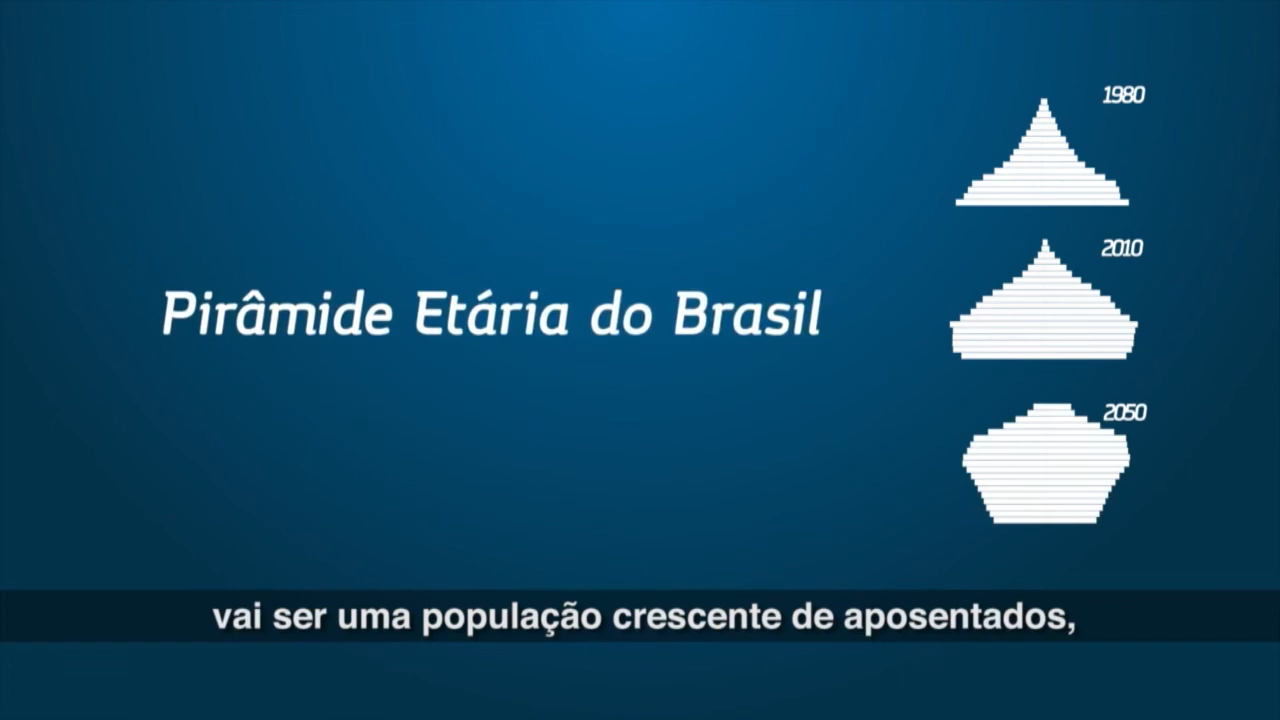 1980
2010
Pirâmide Etária do Brasil
2050
vai ser uma população crescente de aposentados,